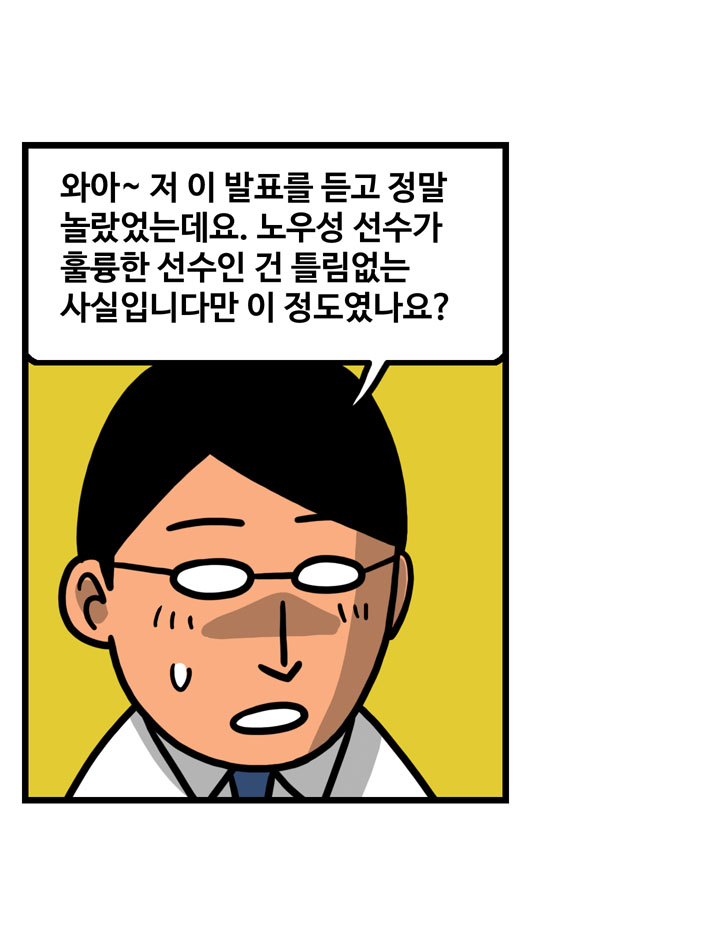 와아~ 저 이 발표를 듣고 정말
놀랐었는데요. 노우성 선수가
훌륭한 선수인 건 틀림없는
사실입니다만 이 정도였나요?